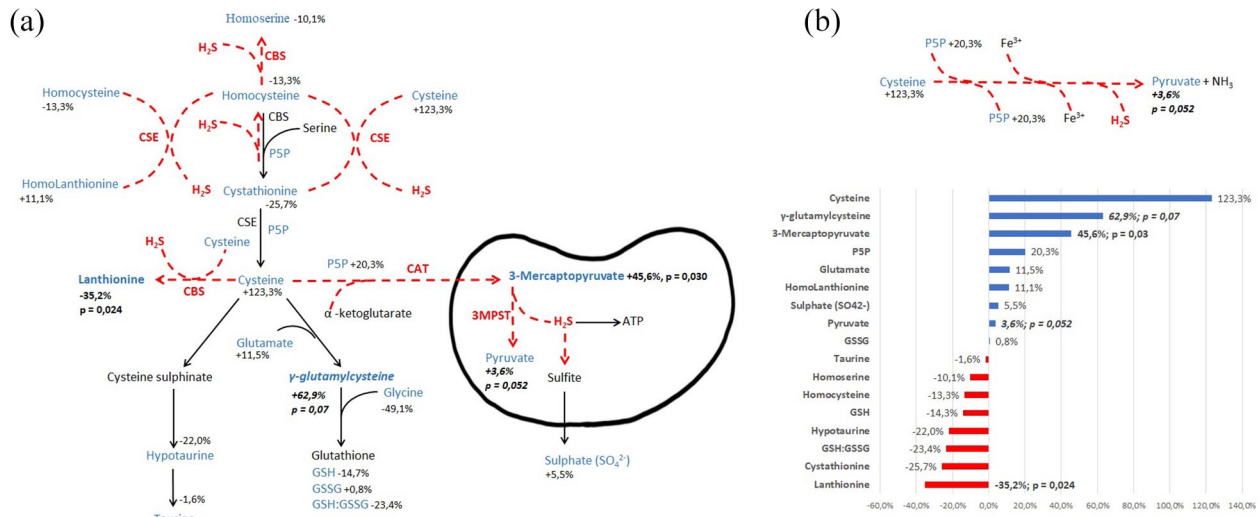 (a)
Homoserine -10,1%
H₂S
CBS
-13,3%
Homocysteine
-13,3%
Homocysteine
Cysteine
+123,3%
CBS
Serine
H₂S
CSE
CSE
P5P
HomoLanthionine
+11,1%
H₂S
Cystathionine
-25,7%
H₂S
CSE
P5P
H₂S
Cysteine
Lanthionine
-35,2%
p = 0,024
CBS
Cysteine
+123,3%
P5P +20,3%
CAT
α -ketoglutarate
3-Mercaptopyruvate +45,6%, p = 0,030
3MPST
H₂S
ATP
Pyruvate
+3,6%
p = 0,052
Sulfite
Sulphate (SO₄²⁻)
+5,5%
Glutamate
+11,5%
Cysteine sulphinate
γ-glutamylcysteine
+62,9%
p = 0,07
Glycine
-49,1%
-22,0%
Hypotaurine
-1,6%
Glutathione
GSH -14,7%
GSSG +0,8%
GSH:GSSG -23,4%
(b)
P5P +20,3%
Fe³⁺
Cysteine
+123,3%
Pyruvate + NH₃
+3,6%
p = 0,052
P5P +20,3%
Fe³⁺
H₂S
Cysteine 123,3%
γ-glutamylcysteine 62,9%; p = 0,07
3-Mercaptopyruvate 45,6%; p = 0,03
P5P 20,3%
Glutamate 11,5%
HomoLanthionine 11,1%
Sulphate (SO42-) 5,5%
Pyruvate 3,6%; p = 0,052
GSSG 0,8%
Taurine -1,6%
Homoserine -10,1%
Homocysteine -13,3%
GSH -14,3%
Hypotaurine -22,0%
GSH:GSSG -23,4%
Cystathionine -25,7%
Lanthionine -35,2%; p = 0,024
-60,0% -40,0% -20,0% 0,0% 20,0% 40,0% 60,0% 80,0% 100,0% 120,0% 140,0%